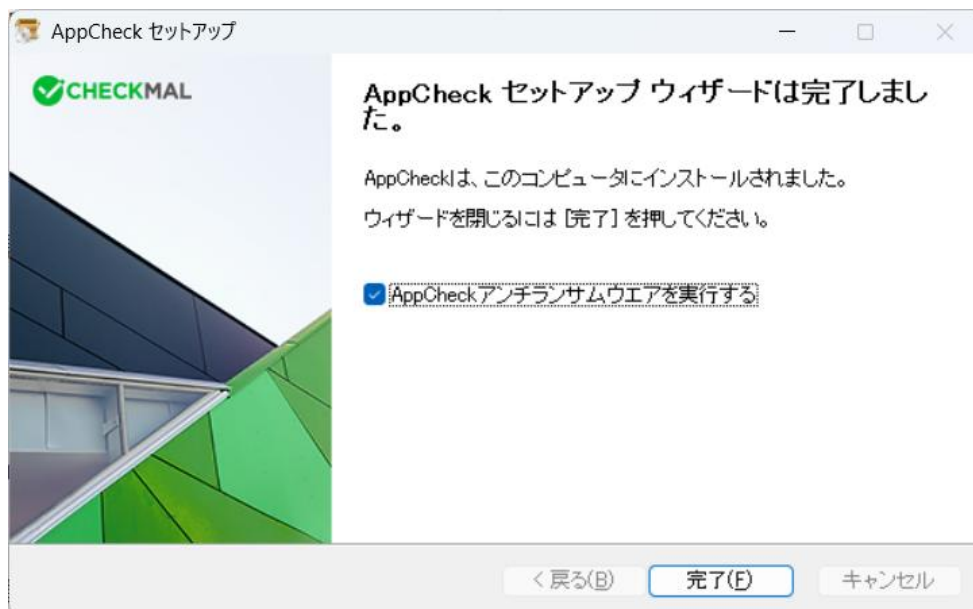 AppCheck セットアップ
CHECKMAL
AppCheck セットアップ ウィザードは完了しまし
た。
AppCheckは、このコンピュータにインストールされました。
ウィザードを閉じるには [完了] を押してください。
AppCheckアンチランサムウエアを実行する
< 戻る(B)
完了(F)
キャンセル